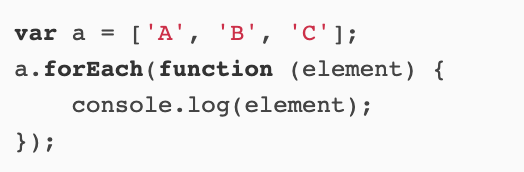 var a = ['A', 'B', 'C'];
a.forEach(function (element) {
    console.log(element);
});